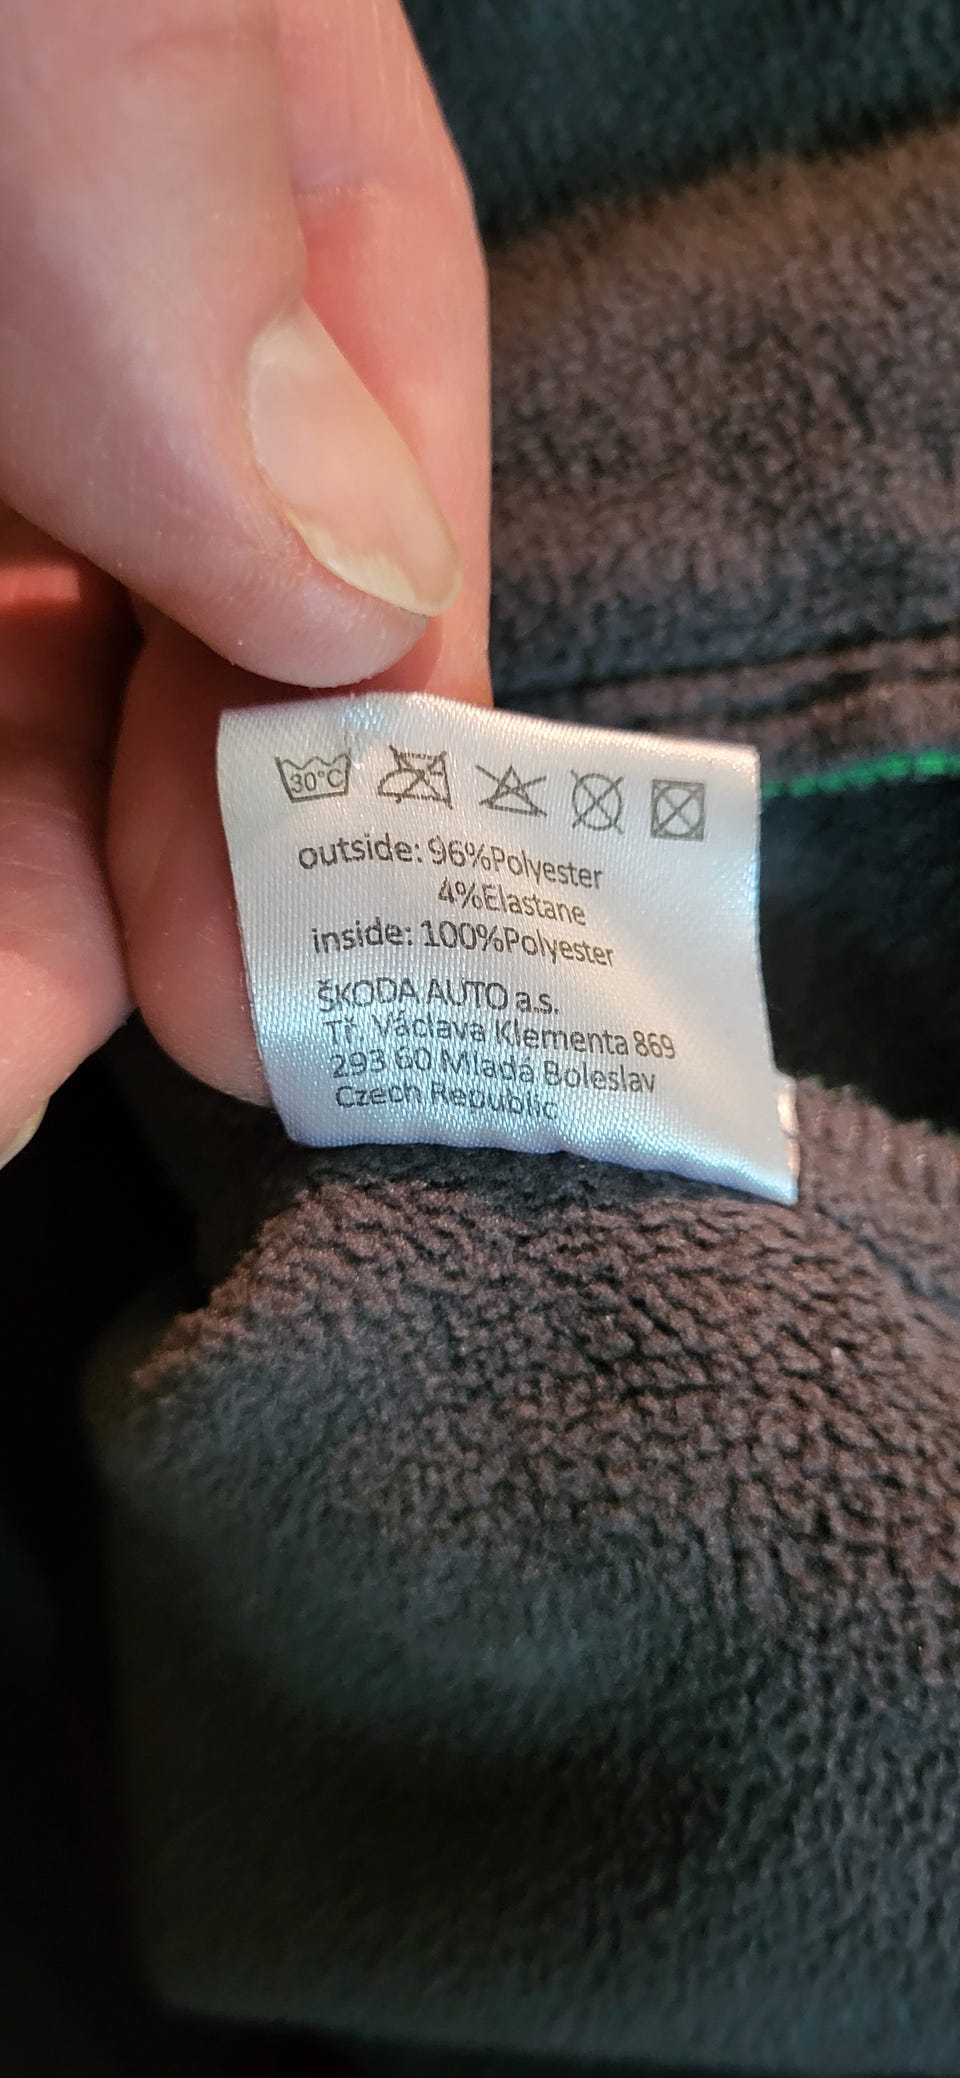 30°C
outside: 96%Polyester
4%Elastane
inside: 100%Polyester
ŠKODA AUTO a.s.
Tř. Václava Klementa 869
293 60 Mladá Boleslav
Czech Republic